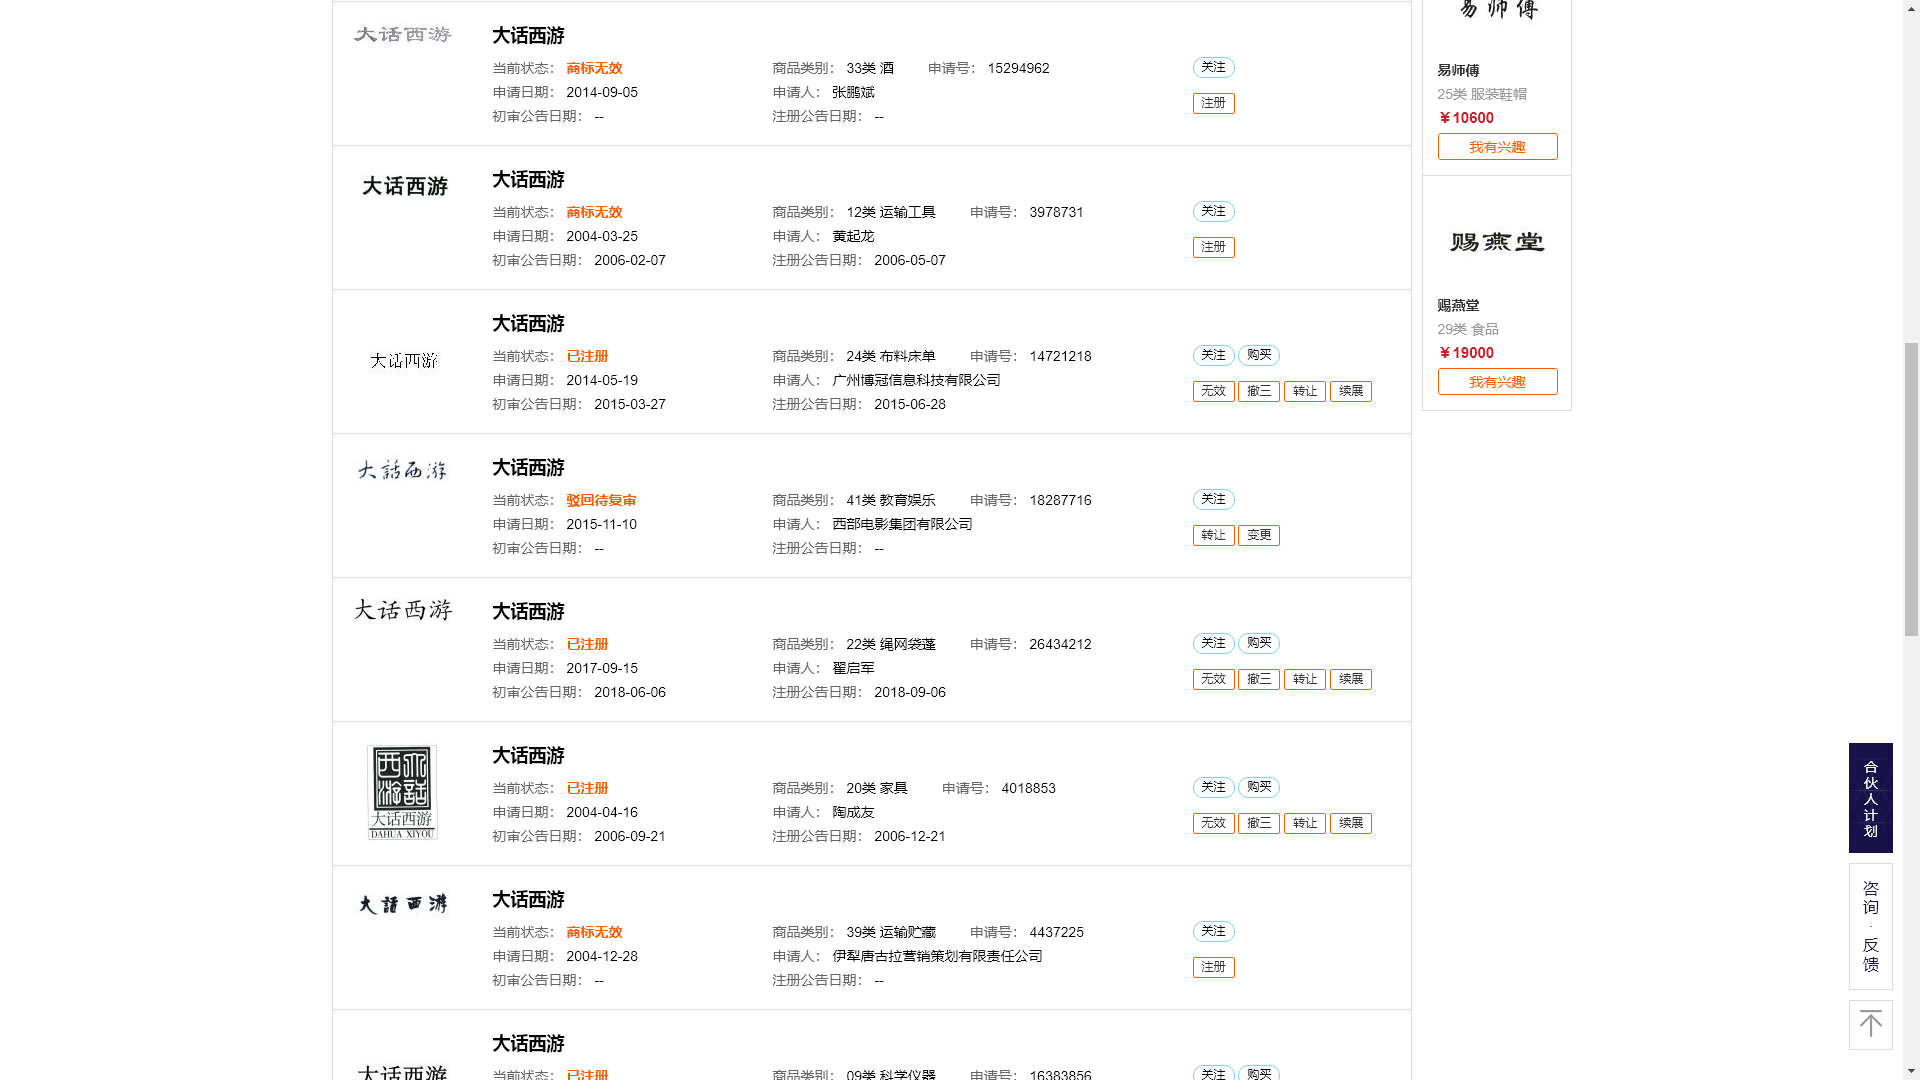 大话西游
大话西游
当前状态： 商标无效 商品类别： 33类 酒 申请号： 15294962 关注
申请日期： 2014-09-05 申请人： 张鹏斌 注册
初审公告日期： -- 注册公告日期： --
大话西游
大话西游
当前状态： 商标无效 商品类别： 12类 运输工具 申请号： 3978731 关注
申请日期： 2004-03-25 申请人： 黄起龙 注册
初审公告日期： 2006-02-07 注册公告日期： 2006-05-07
大话西游
大话西游
当前状态： 已注册 商品类别： 24类 布料床单 申请号： 14721218 关注 购买
申请日期： 2014-05-19 申请人： 广州博冠信息科技有限公司 无效 撤三 转让 续展
初审公告日期： 2015-03-27 注册公告日期： 2015-06-28
大話西游
大话西游
当前状态： 驳回待复审 商品类别： 41类 教育娱乐 申请号： 18287716 关注
申请日期： 2015-11-10 申请人： 西部电影集团有限公司 转让 变更
初审公告日期： -- 注册公告日期： --
大话西游
大话西游
当前状态： 已注册 商品类别： 22类 绳网袋蓬 申请号： 26434212 关注 购买
申请日期： 2017-09-15 申请人： 翟启军 无效 撤三 转让 续展
初审公告日期： 2018-06-06 注册公告日期： 2018-09-06
大話西游
大话西游
DAHUA XIYOU
大话西游
当前状态： 已注册 商品类别： 20类 家具 申请号： 4018853 关注 购买
申请日期： 2004-04-16 申请人： 陶成友 无效 撤三 转让 续展
初审公告日期： 2006-09-21 注册公告日期： 2006-12-21
大話西游
大话西游
当前状态： 商标无效 商品类别： 39类 运输贮藏 申请号： 4437225 关注
申请日期： 2004-12-28 申请人： 伊犁唐古拉营销策划有限责任公司 注册
初审公告日期： -- 注册公告日期： --
大话西游
大话西游
当前状态： 已注册 商品类别： 09类 科学仪器 申请号： 16383856 关注 购买
易师傅
易师傅
25类 服装鞋帽
￥10600
我有兴趣
赐燕堂
赐燕堂
29类 食品
￥19000
我有兴趣
合伙人计划
咨询·反馈